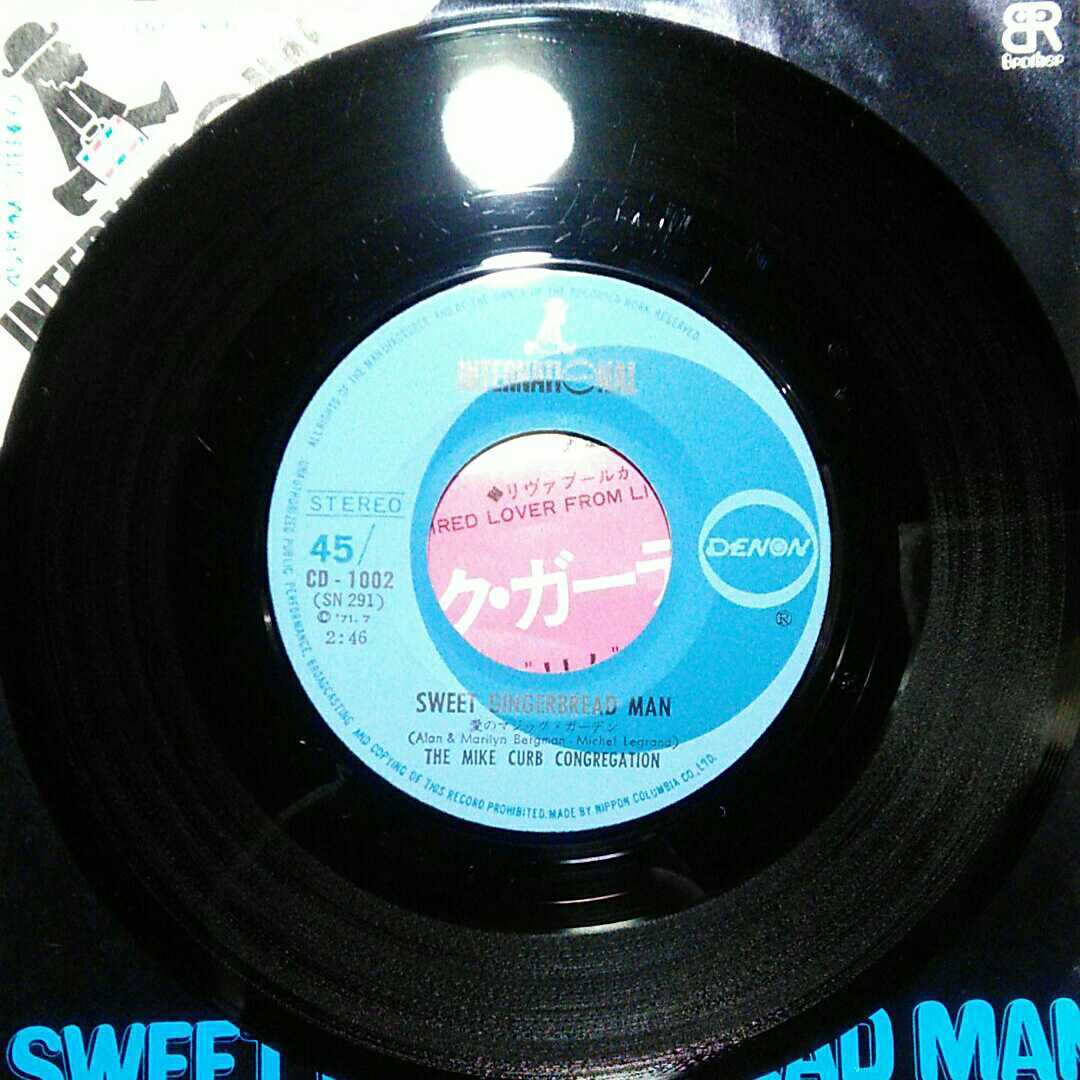 BR
Brother
INTERN
ALL RIGHTS OF THE MANUFACTURER AND OF THE OWNER OF THE RECORDED WORK RESERVED.
UNAUTHORIZED PUBLIC PERFORMANCE, BROADCASTING AND COPYING OF THIS RECORD PROHIBITED. MADE BY NIPPON COLUMBIA CO., LTD.
INTERNATIONAL
STEREO
45/
CD - 1002
(SN 291)
©'71. 7
2:46
リヴァプールカ
IRED LOVER FROM LI
ク・ガーラ
DENON
®
SWEET GINGERBREAD MAN
愛のマジック・ガーデン
(Alan & Marilyn Bergman - Michel Legrand)
THE MIKE CURB CONGREGATION
SWEET EAD MAN